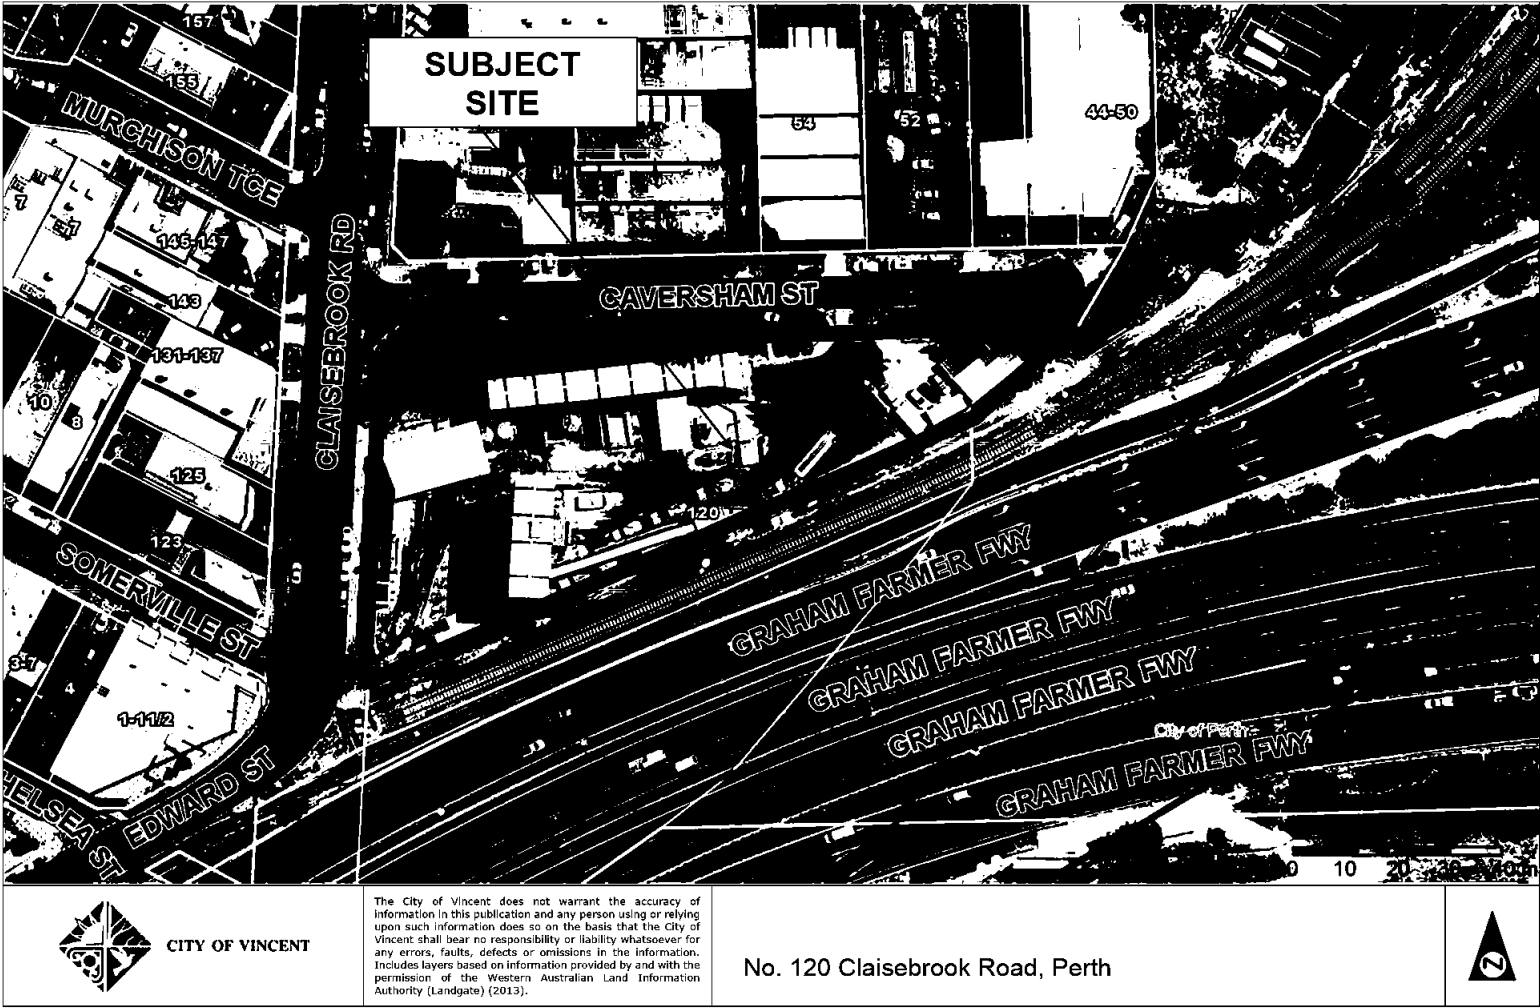 157
155
SUBJECT
SITE
54
52
44-50
MURCHISON TCE
7
7
145-147
143
CLAISEBROOK RD
CAVERSHAM ST
131-137
10
8
125
120
123
SOMERVILLE ST
GRAHAM FARMER FWY
GRAHAM FARMER FWY
GRAHAM FARMER FWY
GRAHAM FARMER FWY
3-7
4
1-11/2
City of Perth
EDWARD ST
HELSEA ST
0 10 20 30 40m
CITY OF VINCENT
The City of Vincent does not warrant the accuracy of
information in this publication and any person using or relying
upon such information does so on the basis that the City of
Vincent shall bear no responsibility or liability whatsoever for
any errors, faults, defects or omissions in the information.
Includes layers based on information provided by and with the
permission of the Western Australian Land Information
Authority (Landgate) (2013).
No. 120 Claisebrook Road, Perth
N